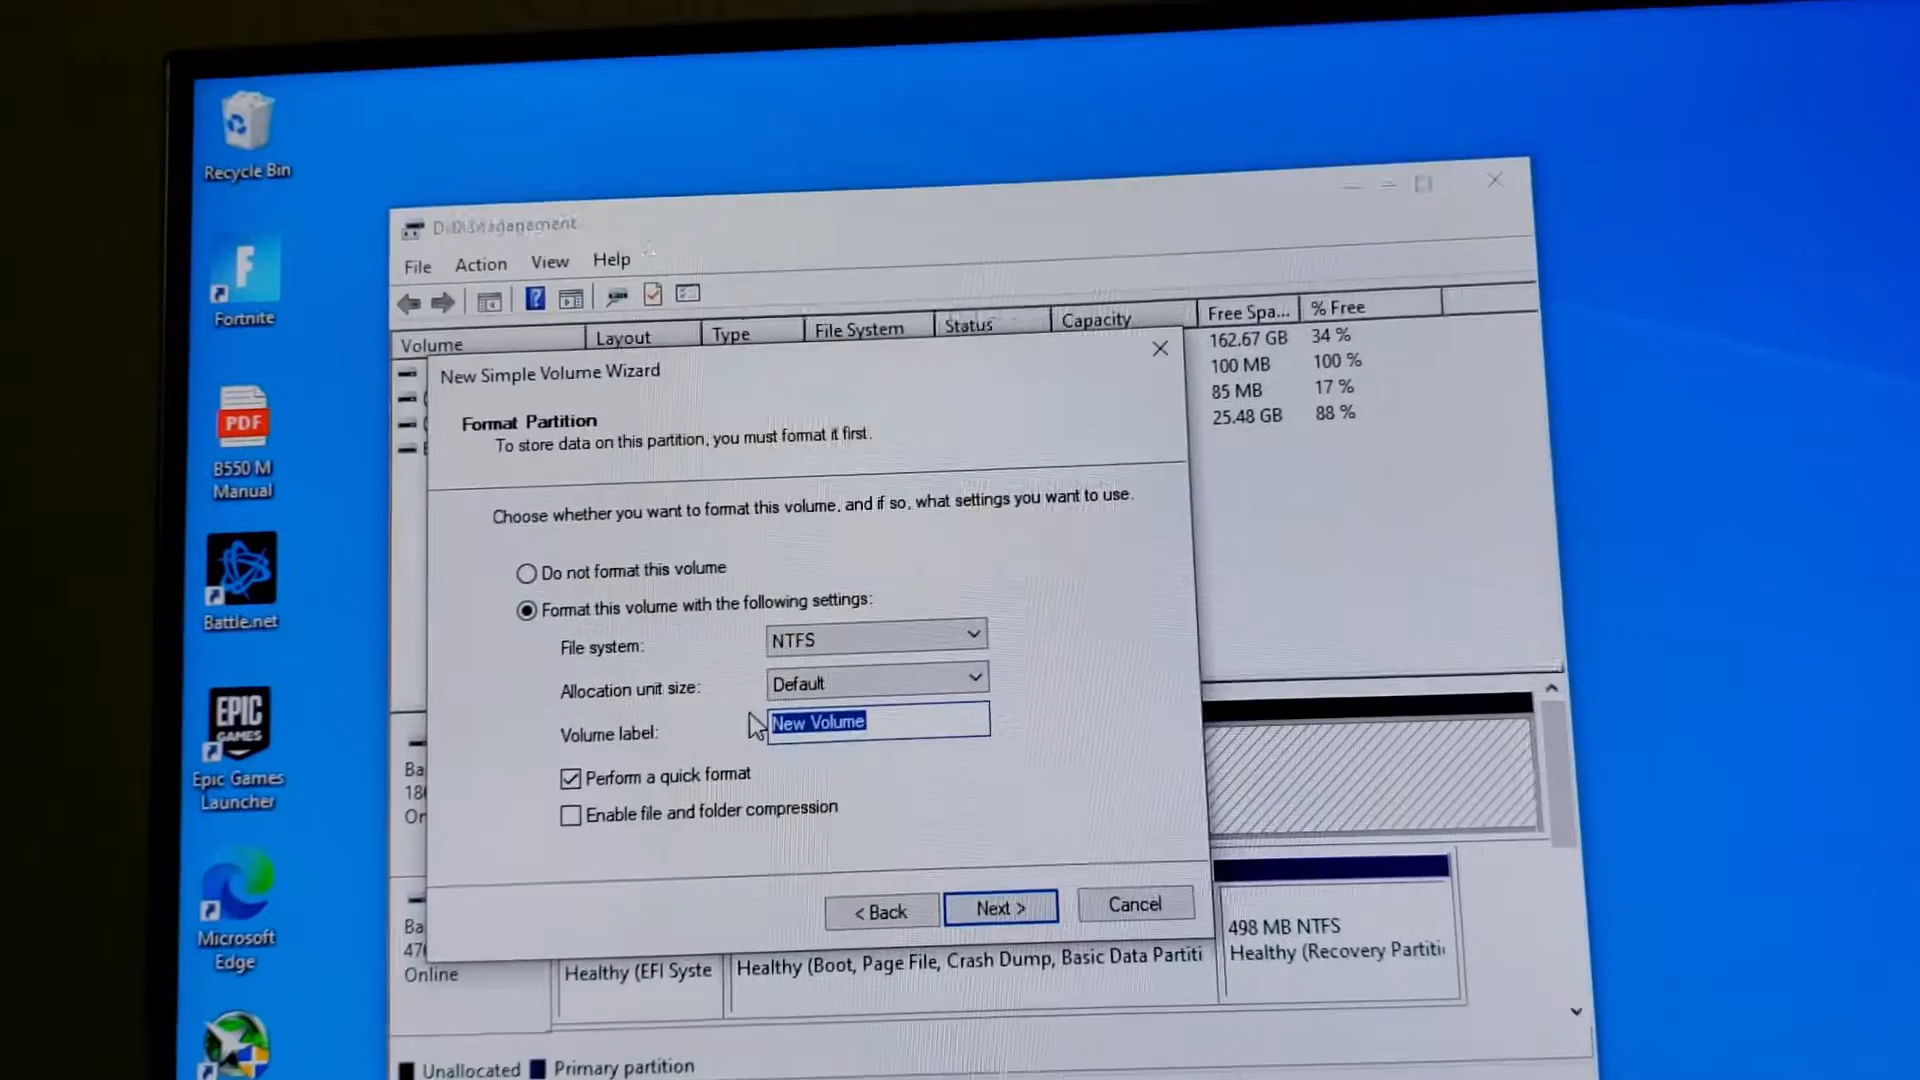 Recycle Bin
Fortnite
PDF
B550 M
Manual
Battle.net
EPIC
GAMES
Epic Games
Launcher
Microsoft
Edge
File Action View Help
Volume Layout Type File System Status Capacity Free Spa... % Free
162.67 GB 34 %
100 MB 100 %
85 MB 17 %
25.48 GB 88 %
New Simple Volume Wizard
Format Partition
To store data on this partition, you must format it first.
Choose whether you want to format this volume, and if so, what settings you want to use.
Do not format this volume
Format this volume with the following settings:
File system: NTFS
Allocation unit size: Default
Volume label: New Volume
Perform a quick format
Enable file and folder compression
< Back Next > Cancel
Ba
Ba
Online
Healthy (EFI Syste
Healthy (Boot, Page File, Crash Dump, Basic Data Partiti
498 MB NTFS
Healthy (Recovery Partitio
Unallocated Primary partition